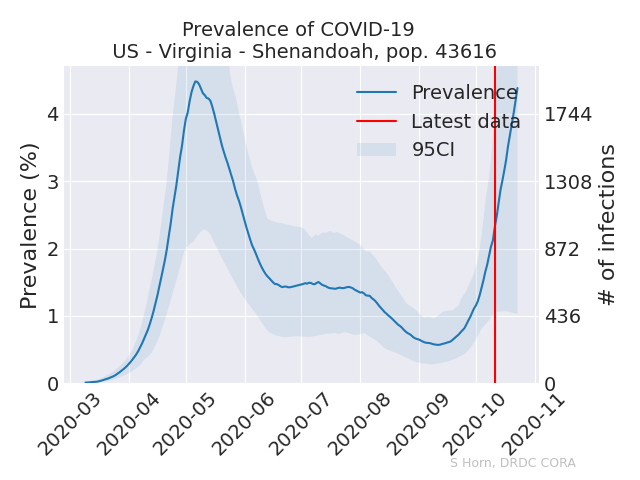 Prevalence of COVID-19
US - Virginia - Shenandoah, pop. 43616
Prevalence
Latest data
95CI
Prevalence (%)
4
3
2
1
0
1744
1308
872
436
0
# of infections
2020-03
2020-04
2020-05
2020-06
2020-07
2020-08
2020-09
2020-10
2020-11
S Horn, DRDC CORA